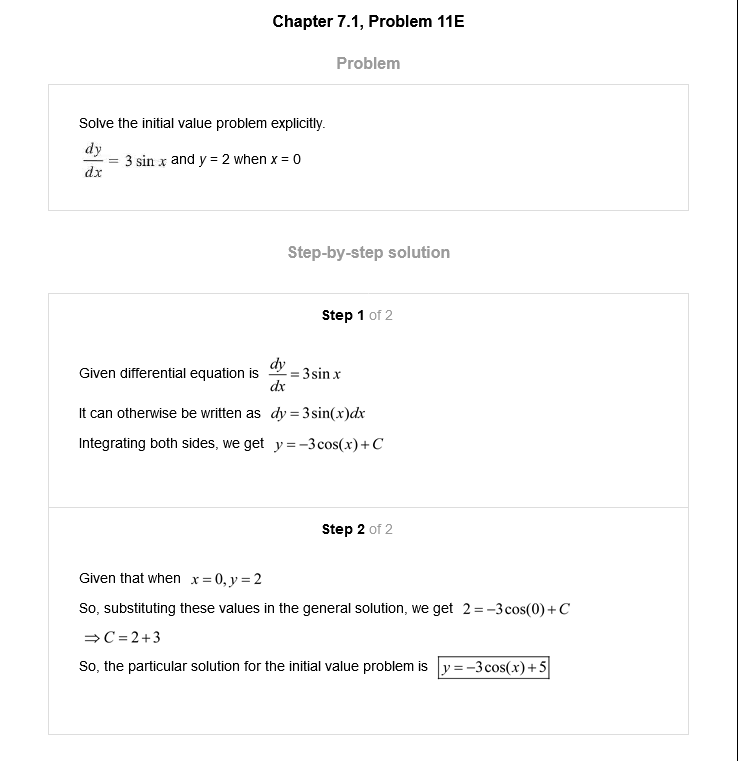 Chapter 7.1, Problem 11E
Problem
Solve the initial value problem explicitly.
dy/dx = 3 sin x and y = 2 when x = 0
Step-by-step solution
Step 1 of 2
Given differential equation is dy/dx = 3 sin x
It can otherwise be written as dy = 3 sin(x)dx
Integrating both sides, we get y = −3 cos(x) + C
Step 2 of 2
Given that when x = 0, y = 2
So, substituting these values in the general solution, we get 2 = −3 cos(0) + C
⇒ C = 2 + 3
So, the particular solution for the initial value problem is y = −3 cos(x) + 5